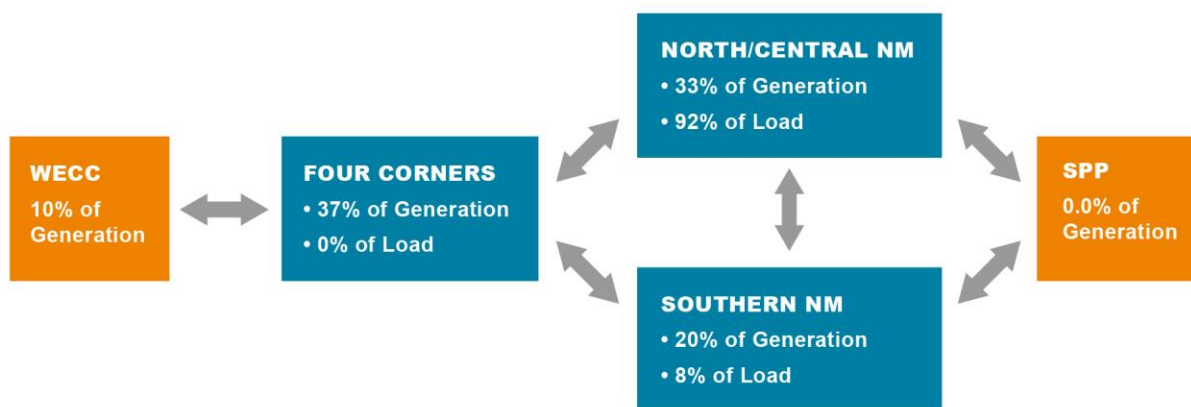 WECC
10% of
Generation
FOUR CORNERS
• 37% of Generation
• 0% of Load
NORTH/CENTRAL NM
• 33% of Generation
• 92% of Load
SOUTHERN NM
• 20% of Generation
• 8% of Load
SPP
0.0% of
Generation